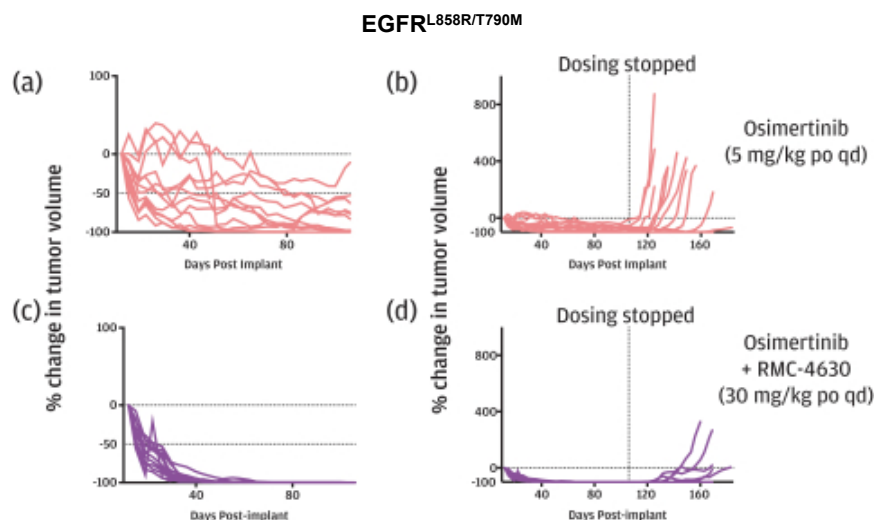 EGFRL858R/T790M
(a)
100
0
-50
-100
40
80
Days Post Implant
(b)
Dosing stopped
800
400
0
-100
40
80
120
160
Days Post Implant
Osimertinib
(5 mg/kg po qd)
% change in tumor volume
% change in tumor volume
(c)
100
0
-50
-100
40
80
Days Post-implant
(d)
Dosing stopped
800
400
0
-100
40
80
120
160
Days Post-implant
Osimertinib
+ RMC-4630
(30 mg/kg po qd)